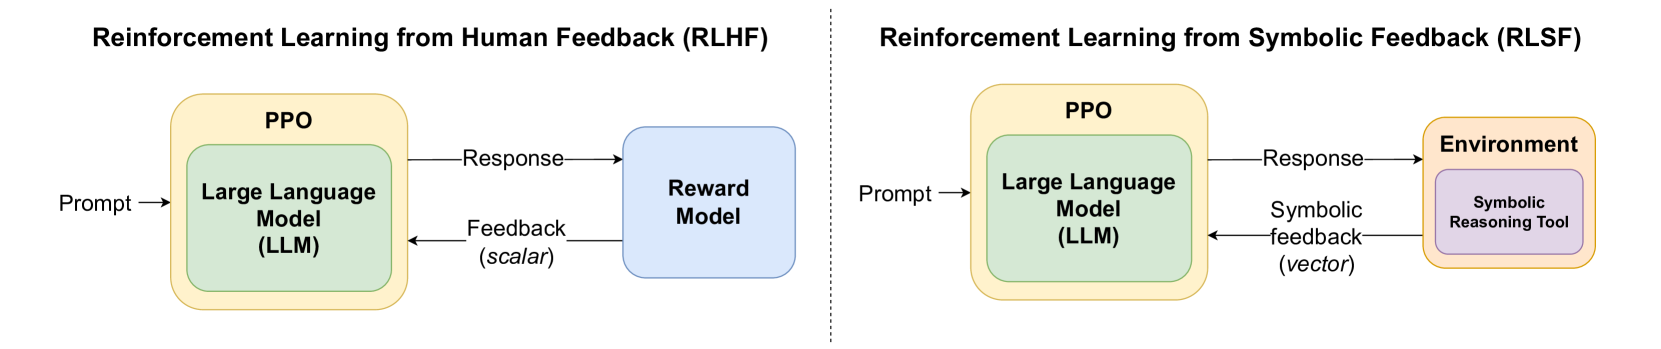 Reinforcement Learning from Human Feedback (RLHF)
PPO
Large Language
Model
(LLM)
Prompt
Response
Feedback
(scalar)
Reward
Model
Reinforcement Learning from Symbolic Feedback (RLSF)
PPO
Large Language
Model
(LLM)
Prompt
Response
Symbolic
feedback
(vector)
Environment
Symbolic
Reasoning Tool